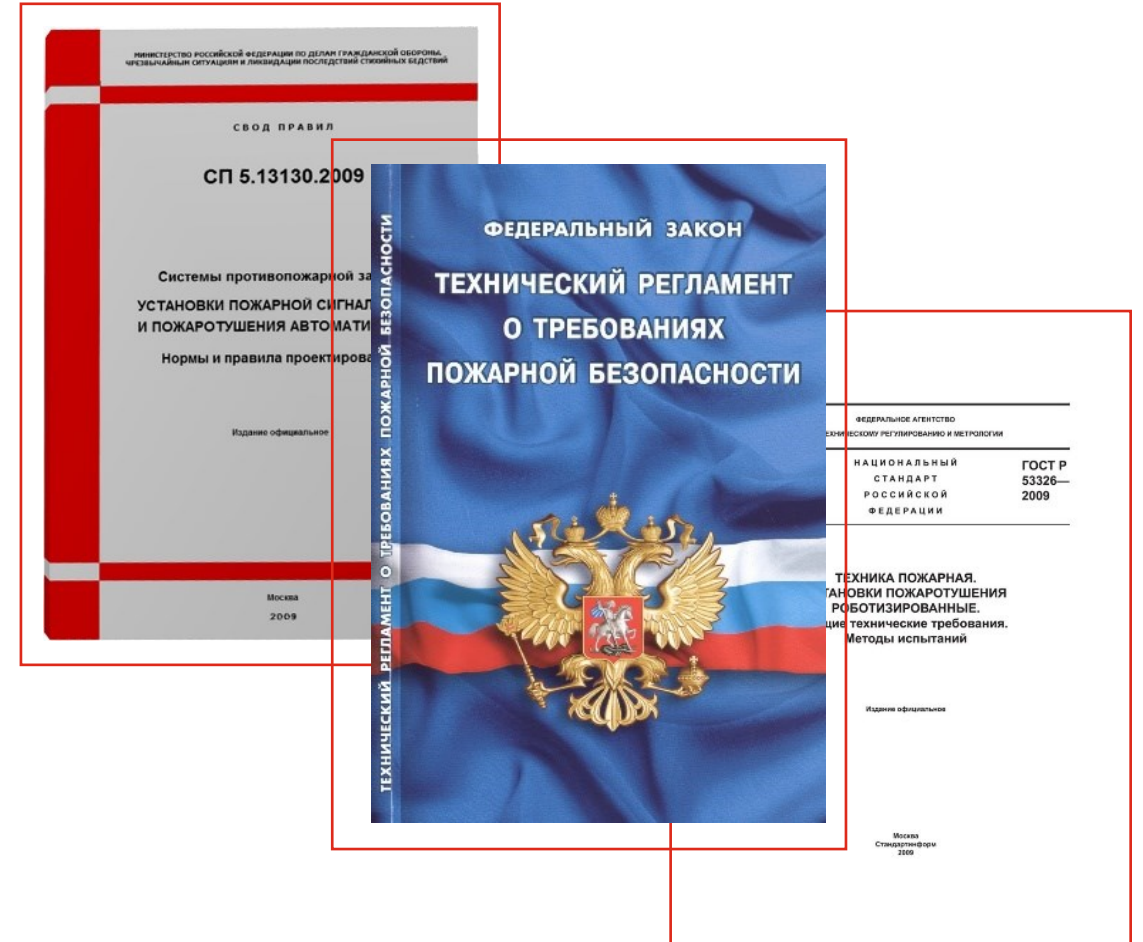 МИНИСТЕРСТВО РОССИЙСКОЙ ФЕДЕРАЦИИ ПО ДЕЛАМ ГРАЖДАНСКОЙ ОБОРОНЫ,
ЧРЕЗВЫЧАЙНЫМ СИТУАЦИЯМ И ЛИКВИДАЦИИ ПОСЛЕДСТВИЙ СТИХИЙНЫХ БЕДСТВИЙ
СВОД ПРАВИЛ
СП 5.13130.2009
Системы противопожарной за
УСТАНОВКИ ПОЖАРНОЙ СИГНАЛ
И ПОЖАРОТУШЕНИЯ АВТОМАТИ
Нормы и правила проектирова
Издание официальное
Москва
2009
ТЕХНИЧЕСКИЙ РЕГЛАМЕНТ О ТРЕБОВАНИЯХ ПОЖАРНОЙ БЕЗОПАСНОСТИ
ФЕДЕРАЛЬНЫЙ ЗАКОН
ТЕХНИЧЕСКИЙ РЕГЛАМЕНТ
О ТРЕБОВАНИЯХ
ПОЖАРНОЙ БЕЗОПАСНОСТИ
ФЕДЕРАЛЬНОЕ АГЕНТСТВО
ЕХНИЧЕСКОМУ РЕГУЛИРОВАНИЮ И МЕТРОЛОГИИ
НАЦИОНАЛЬНЫЙ
СТАНДАРТ
РОССИЙСКОЙ
ФЕДЕРАЦИИ
ГОСТ Р
53326—
2009
ТЕХНИКА ПОЖАРНАЯ.
ТАНОВКИ ПОЖАРОТУШЕНИЯ
РОБОТИЗИРОВАННЫЕ.
щие технические требования.
Методы испытаний
Издание официальное
Москва
Стандартинформ
2009